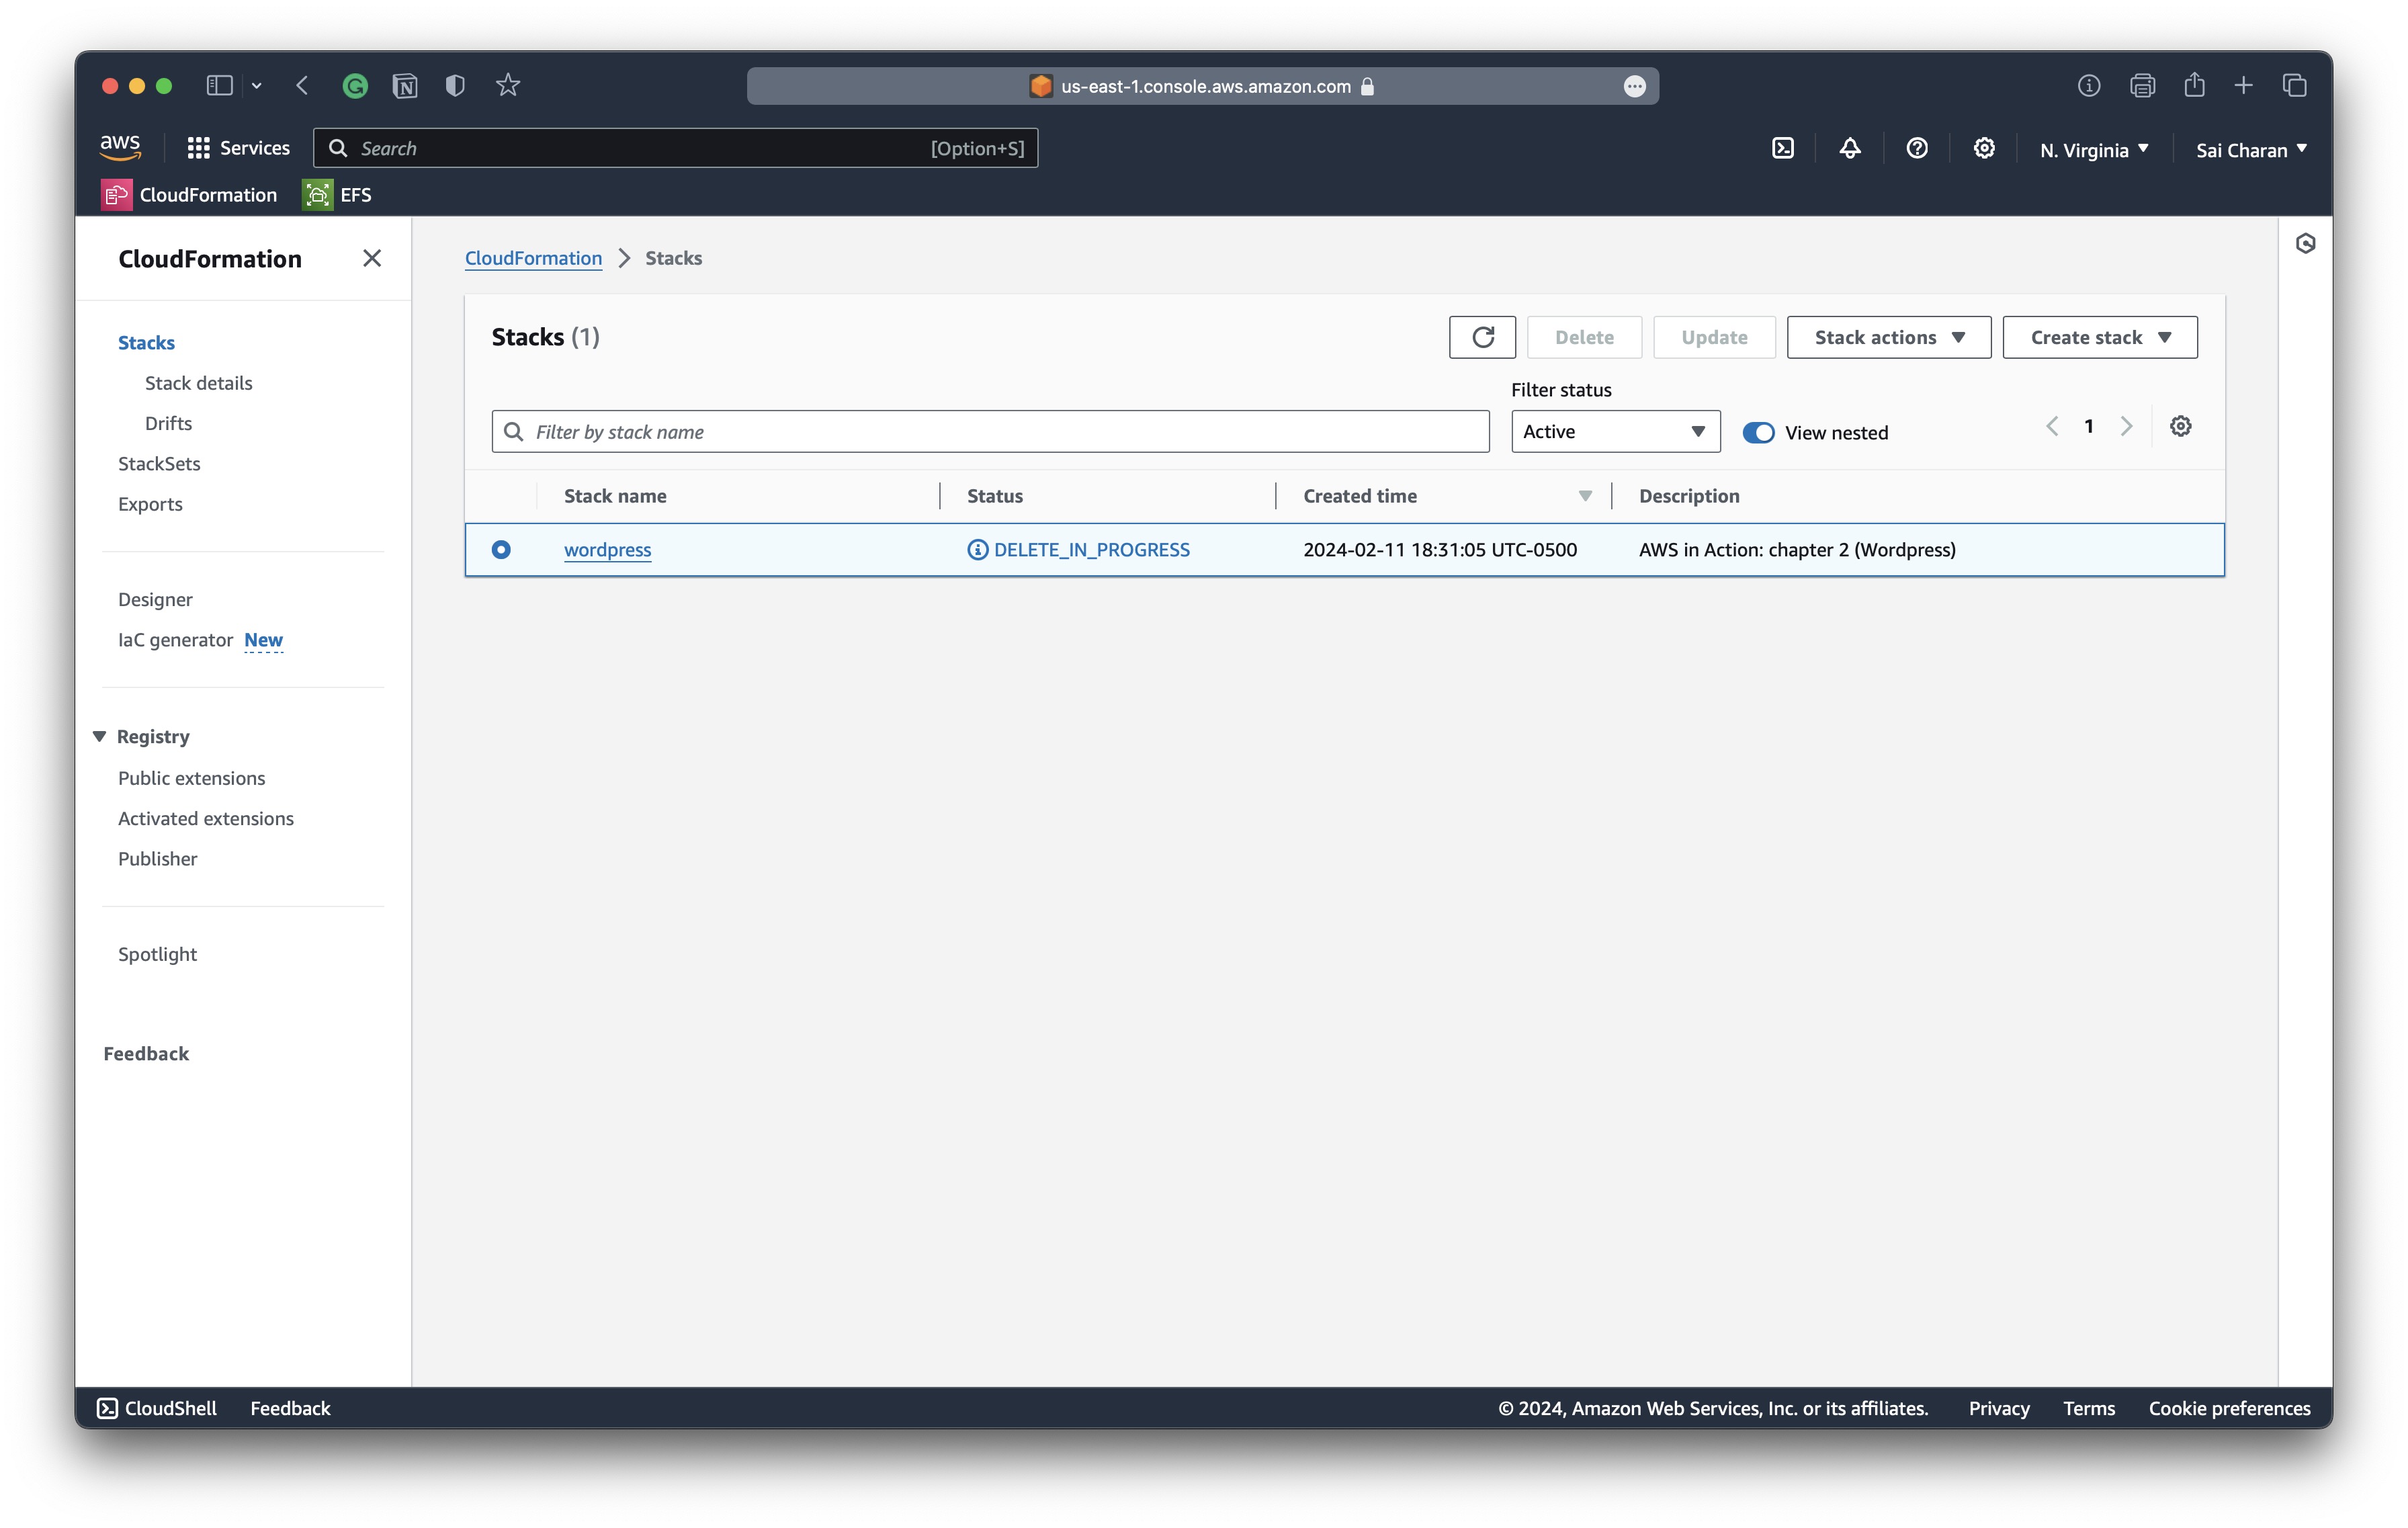 us-east-1.console.aws.amazon.com
aws
Services
Search
[Option+S]
N. Virginia
Sai Charan
CloudFormation
EFS
CloudFormation
Stacks
Stack details
Drifts
StackSets
Exports
Designer
IaC generator New
Registry
Public extensions
Activated extensions
Publisher
Spotlight
Feedback
CloudFormation > Stacks
Stacks (1)
Delete
Update
Stack actions
Create stack
Filter status
Filter by stack name
Active
View nested
1
Stack name Status Created time Description
wordpress DELETE_IN_PROGRESS 2024-02-11 18:31:05 UTC-0500 AWS in Action: chapter 2 (Wordpress)
CloudShell Feedback © 2024, Amazon Web Services, Inc. or its affiliates. Privacy Terms Cookie preferences